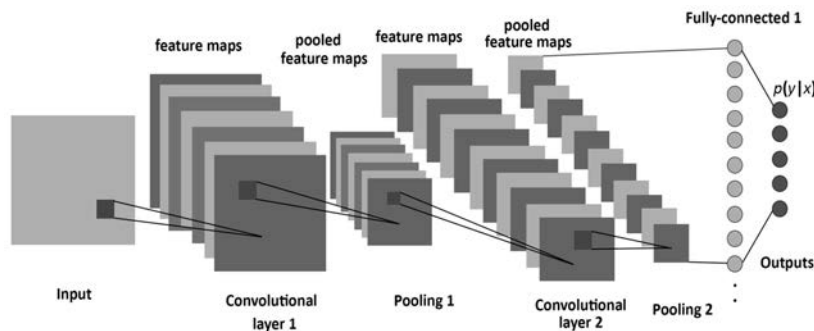 Fully-connected 1
feature maps
pooled
feature maps
feature maps
pooled
feature maps
p(y|x)
Outputs
Input
Convolutional
layer 1
Pooling 1
Convolutional
layer 2
Pooling 2